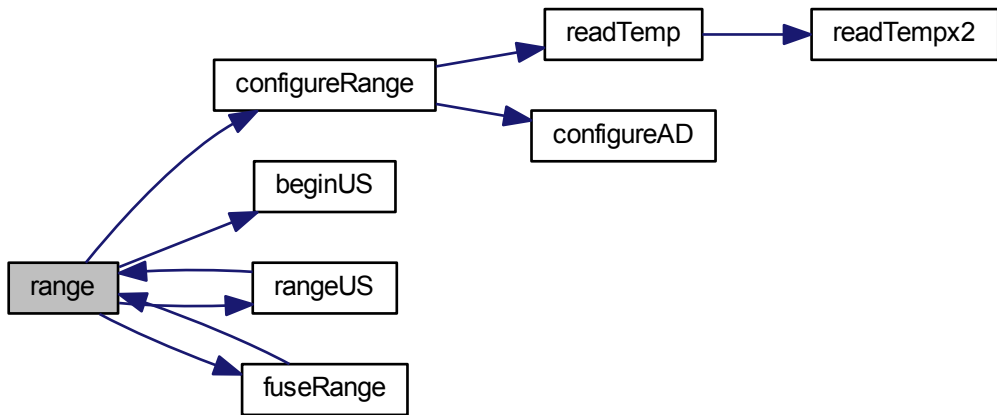 readTemp
readTempx2
configureRange
configureAD
beginUS
range
rangeUS
fuseRange